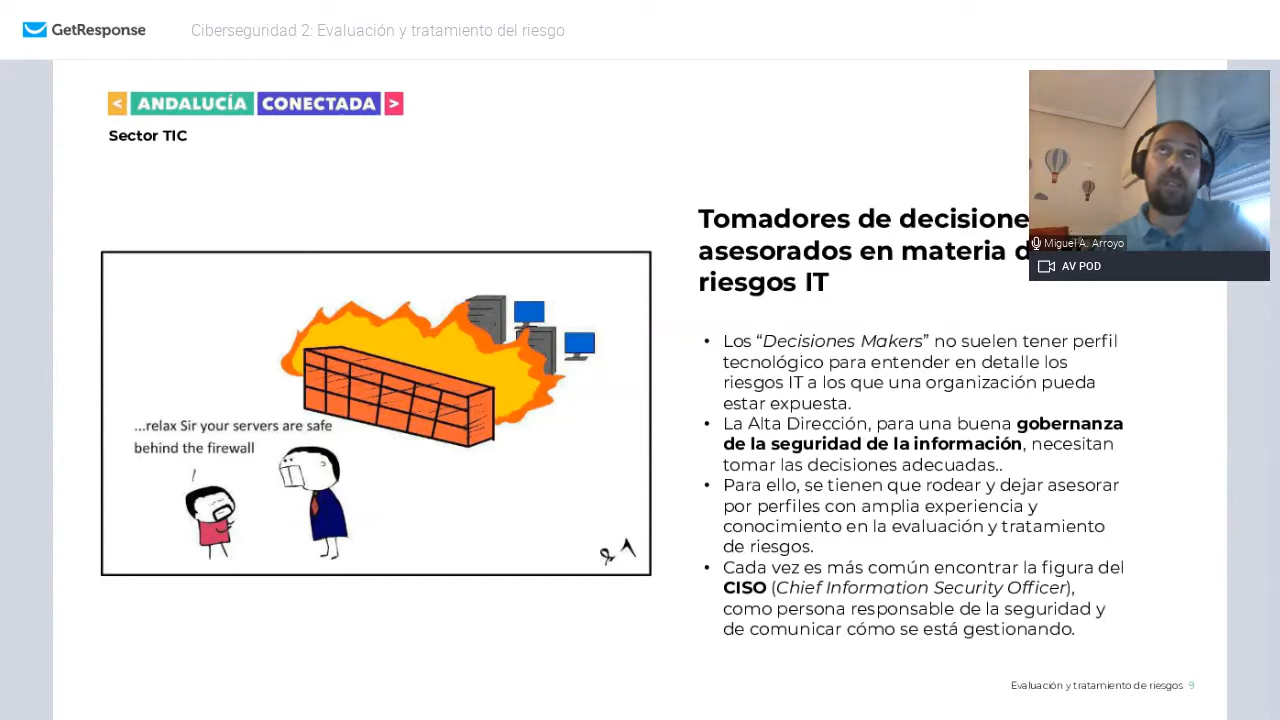 GetResponse
Ciberseguridad 2: Evaluación y tratamiento del riesgo
< ANDALUCÍA CONECTADA >
Sector TIC
Miguel A. Arroyo
AV POD
Tomadores de decisione
asesorados en materia d
riesgos IT
...relax Sir your servers are safe
behind the firewall
• Los “Decisiones Makers” no suelen tener perfil
tecnológico para entender en detalle los
riesgos IT a los que una organización pueda
estar expuesta.
• La Alta Dirección, para una buena gobernanza
de la seguridad de la información, necesitan
tomar las decisiones adecuadas..
• Para ello, se tienen que rodear y dejar asesorar
por perfiles con amplia experiencia y
conocimiento en la evaluación y tratamiento
de riesgos.
• Cada vez es más común encontrar la figura del
CISO (Chief Information Security Officer),
como persona responsable de la seguridad y
de comunicar cómo se está gestionando.
Evaluación y tratamiento de riesgos 9